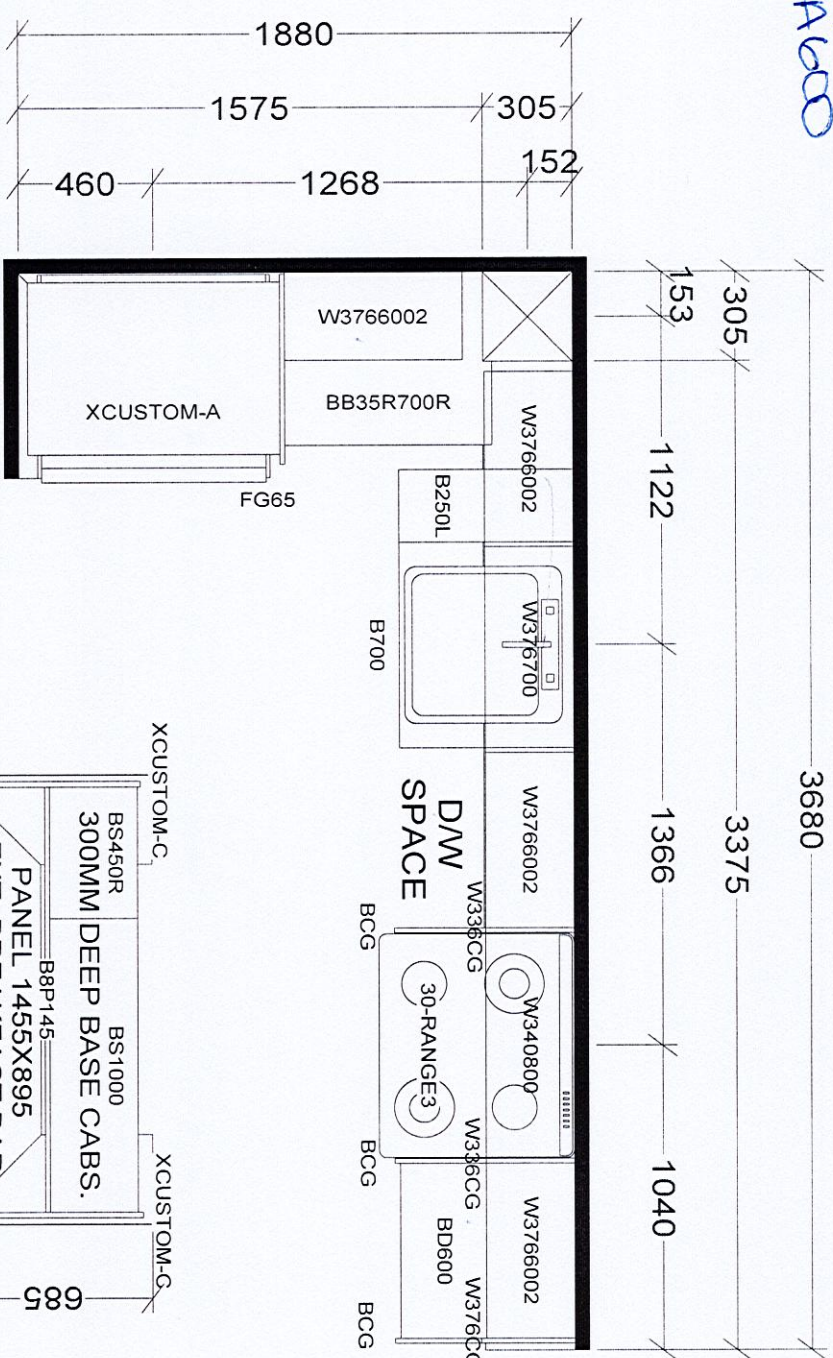 A600
1880
1575
305
460
1268
152
153
305
1122
3375
3680
1366
1040
W3766002
XCUSTOM-A
BB35R700R
FG65
W3766002
B250L
W376700
B700
W3766002
D/W
SPACE
BCG
W336CG
W340800
30-RANGE3
BCG
W336CG
W3766002
BD600
BCG
XCUSTOM-C
BS450R
BS1000
300MM DEEP BASE CABS.
B8P145
PANEL 1455X895
XCUSTOM-C
685